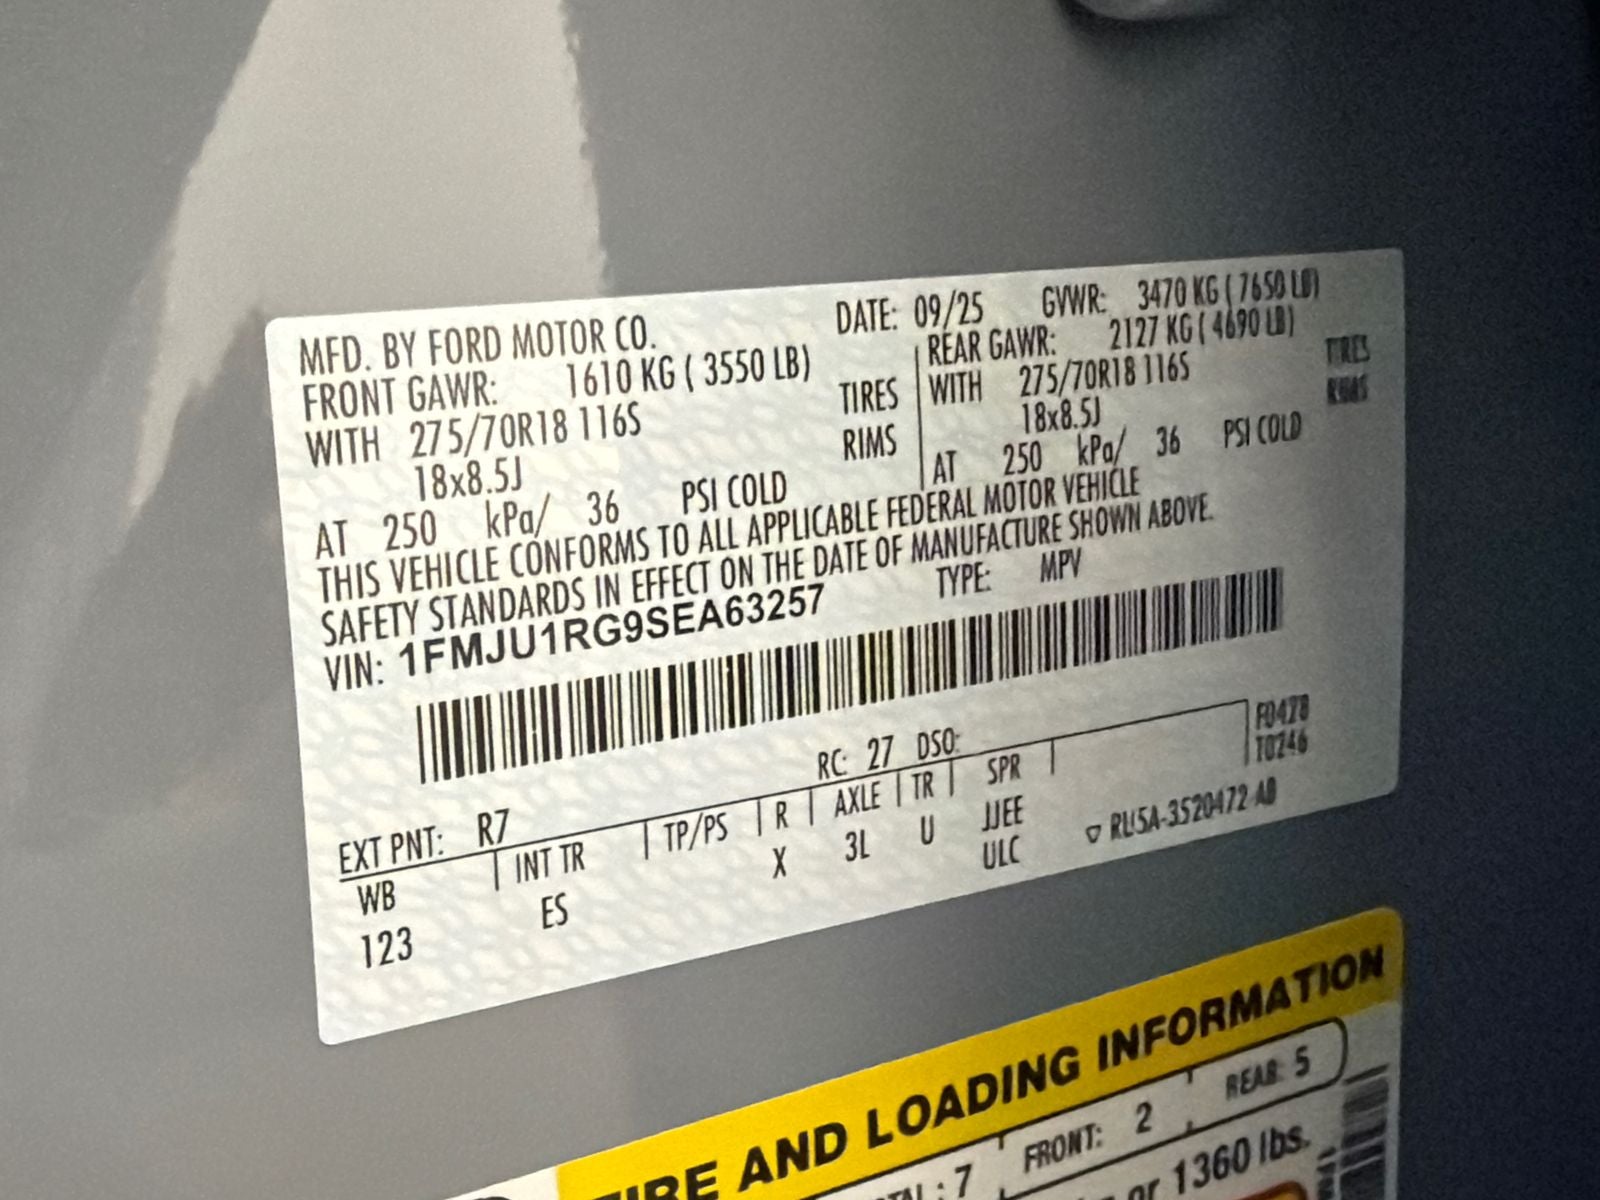 MFD. BY FORD MOTOR CO.
DATE: 09/25 GVWR: 3470 KG ( 7650 LB)
FRONT GAWR: 1610 KG ( 3550 LB)
REAR GAWR: 2127 KG ( 4690 LB)
WITH 275/70R18 116S TIRES
WITH 275/70R18 116S TIRES
18x8.5J RIMS
18x8.5J RIMS
AT 250 kPa/ 36 PSI COLD
AT 250 kPa/ 36 PSI COLD
THIS VEHICLE CONFORMS TO ALL APPLICABLE FEDERAL MOTOR VEHICLE
SAFETY STANDARDS IN EFFECT ON THE DATE OF MANUFACTURE SHOWN ABOVE.
VIN: 1FMJU1RG9SEA63257 TYPE: MPV
F0428
T0246
EXT PNT: R7 RC: 27 DSO:
WB INT TR TP/PS R AXLE TR SPR
123 ES X 3L U JJEE
ULC
TIRE AND LOADING INFORMATION
: 7 FRONT: 2 REAR: 5
or 1360 lbs.